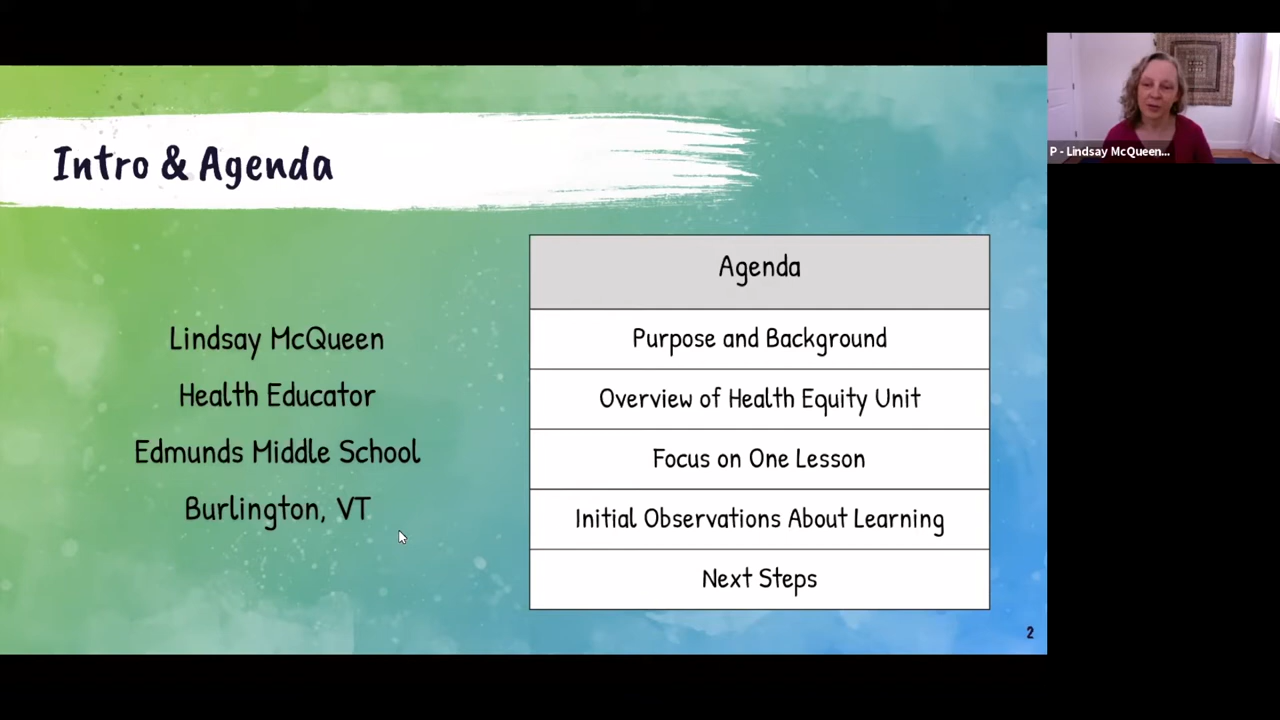 Intro & Agenda
Lindsay McQueen
Health Educator
Edmunds Middle School
Burlington, VT
Agenda
Purpose and Background
Overview of Health Equity Unit
Focus on One Lesson
Initial Observations About Learning
Next Steps
2
P - Lindsay McQueen...